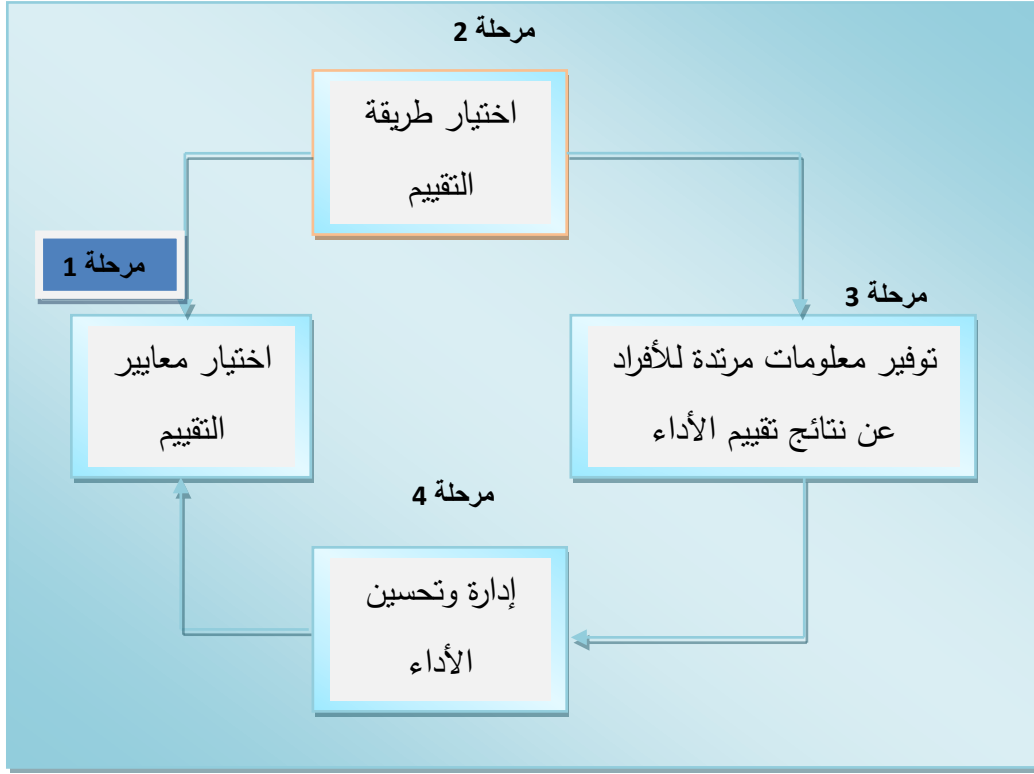 مرحلة 2
اختيار طريقة
التقييم
مرحلة 1
اختيار معايير
التقييم
مرحلة 3
توفير معلومات مرتدة للأفراد
عن نتائج تقييم الأداء
مرحلة 4
إدارة وتحسين
الأداء